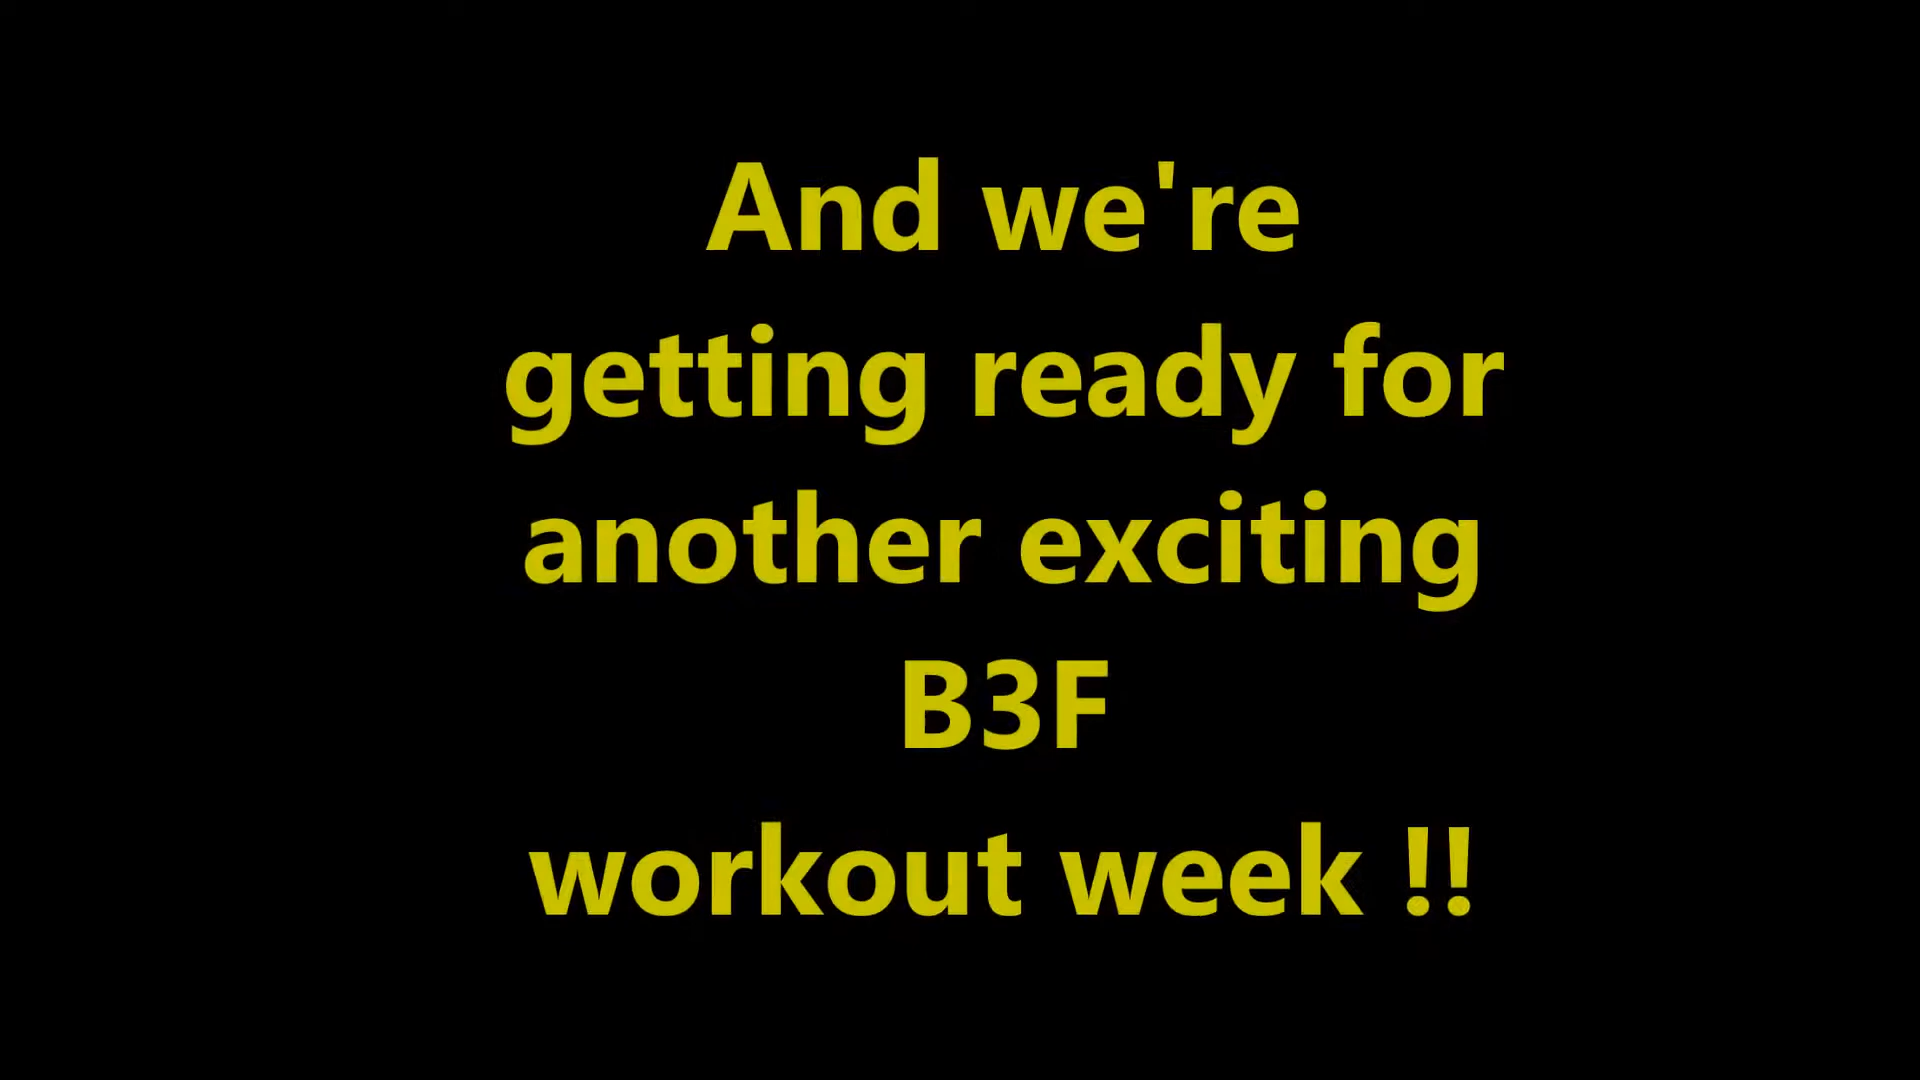 And we're
getting ready for
another exciting
B3F
workout week !!